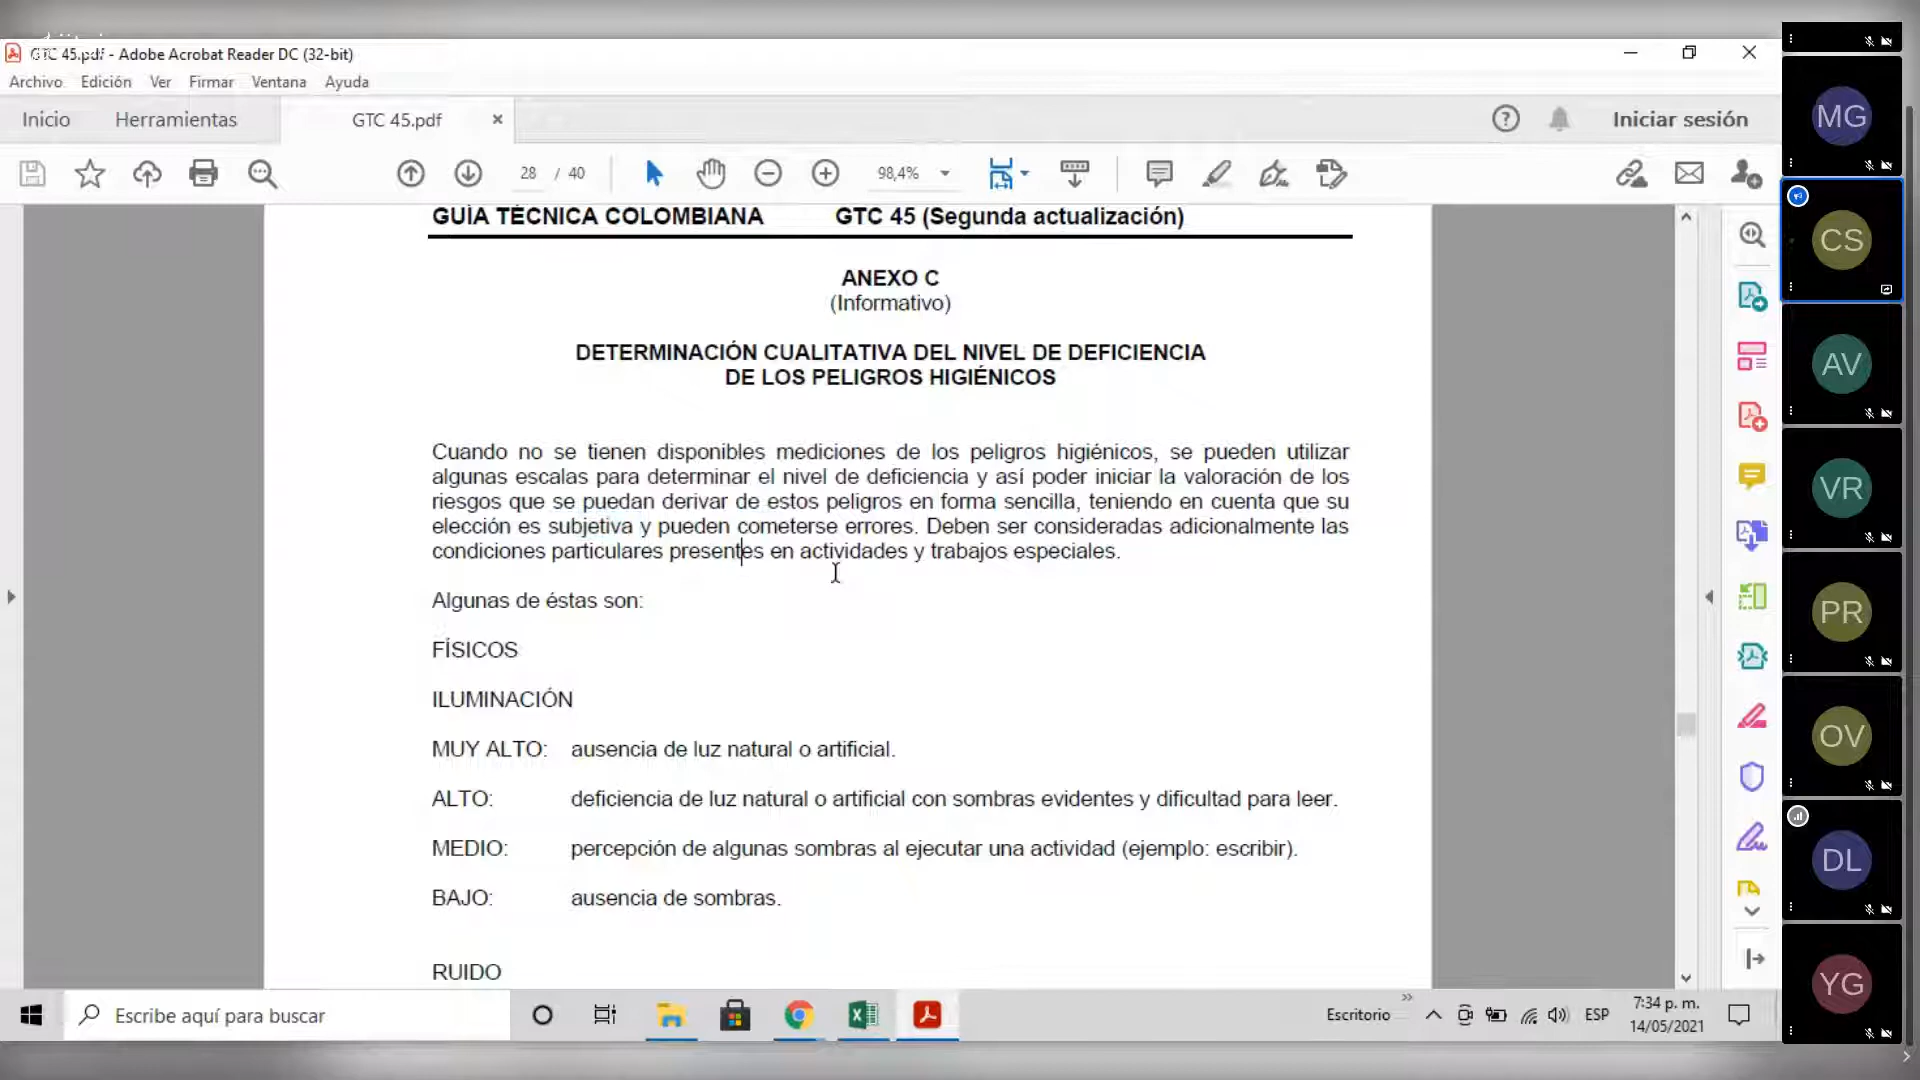 GTC 45.pdf - Adobe Acrobat Reader DC (32-bit)
Archivo Edición Ver Firmar Ventana Ayuda
Inicio Herramientas GTC 45.pdf × Iniciar sesión
28 / 40 98,4%
GUÍA TÉCNICA COLOMBIANA GTC 45 (Segunda actualización)
ANEXO C
(Informativo)
DETERMINACIÓN CUALITATIVA DEL NIVEL DE DEFICIENCIA
DE LOS PELIGROS HIGIÉNICOS
Cuando no se tienen disponibles mediciones de los peligros higiénicos, se pueden utilizar
algunas escalas para determinar el nivel de deficiencia y así poder iniciar la valoración de los
riesgos que se puedan derivar de estos peligros en forma sencilla, teniendo en cuenta que su
elección es subjetiva y pueden cometerse errores. Deben ser consideradas adicionalmente las
condiciones particulares presentes en actividades y trabajos especiales.
Algunas de éstas son:
FÍSICOS
ILUMINACIÓN
MUY ALTO: ausencia de luz natural o artificial.
ALTO: deficiencia de luz natural o artificial con sombras evidentes y dificultad para leer.
MEDIO: percepción de algunas sombras al ejecutar una actividad (ejemplo: escribir).
BAJO: ausencia de sombras.
RUIDO
MG
CS
AV
VR
PR
OV
DL
YG
Escribe aquí para buscar
Escritorio ESP 7:34 p. m.
14/05/2021